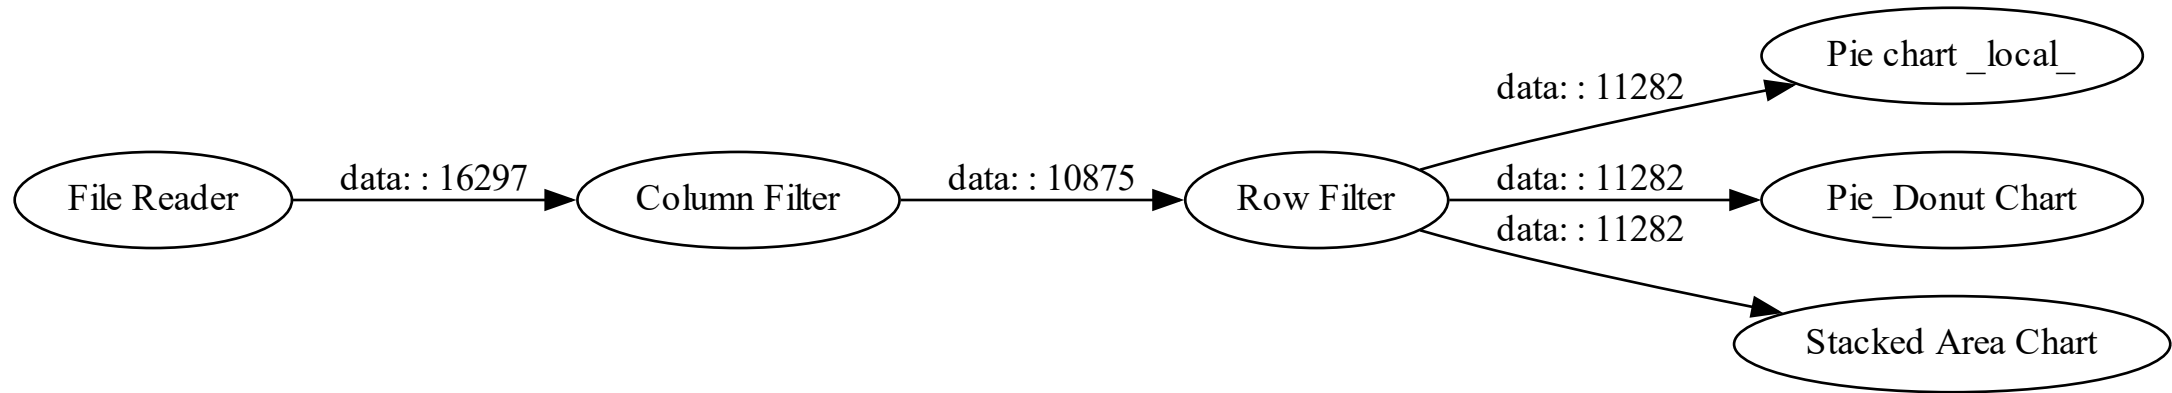 File Reader
data: : 16297
Column Filter
data: : 10875
Row Filter
data: : 11282
Pie chart _local_
data: : 11282
Pie_Donut Chart
data: : 11282
Stacked Area Chart